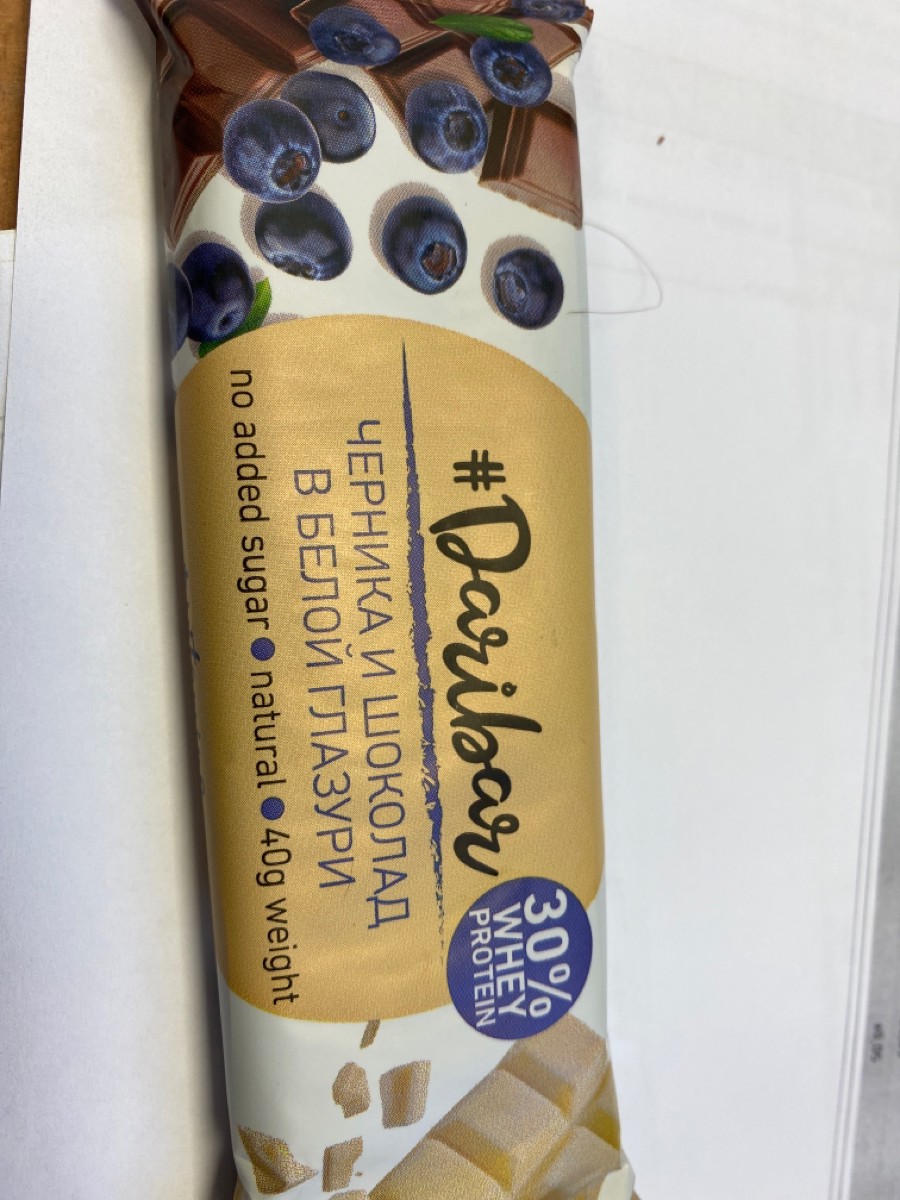 #Daribar
ЧЕРНИКА И ШОКОЛАД
В БЕЛОЙ ГЛАЗУРИ
no added sugar ● natural ● 40g weight
30%
WHEY
PROTEIN